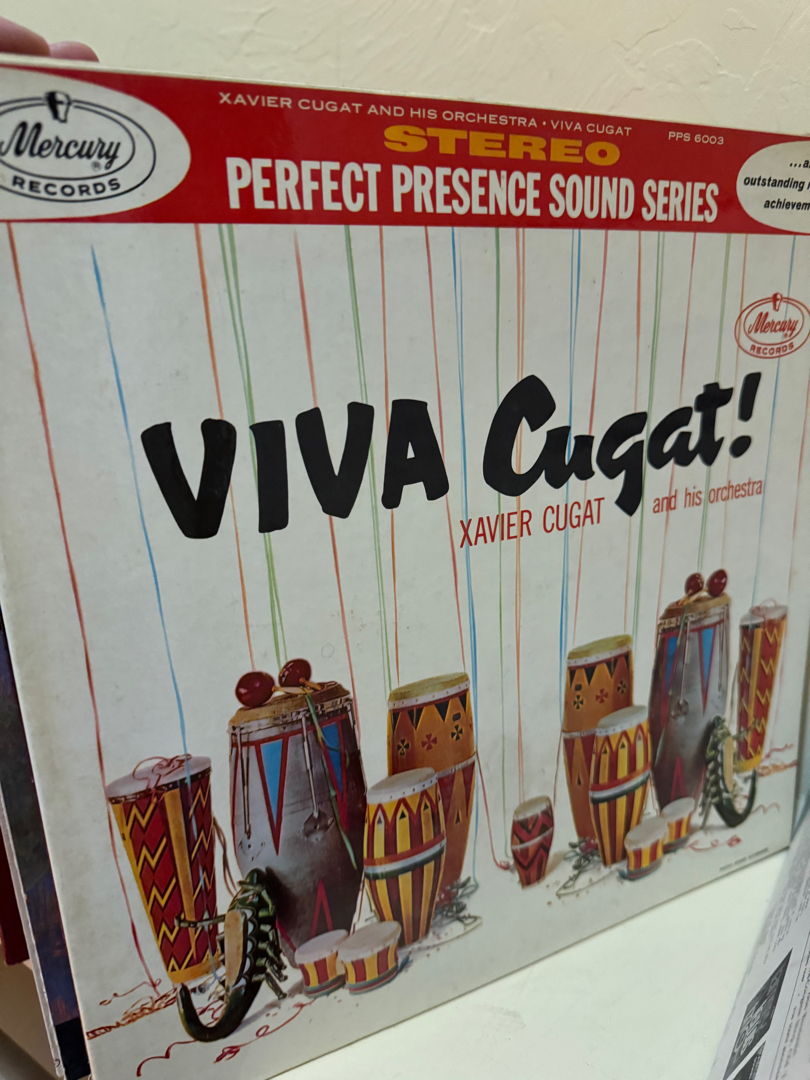 Mercury
RECORDS
XAVIER CUGAT AND HIS ORCHESTRA • VIVA CUGAT
PPS 6003
STEREO
PERFECT PRESENCE SOUND SERIES
outstanding
Mercury
RECORDS
VIVA Cugat!
XAVIER CUGAT and his orchestra